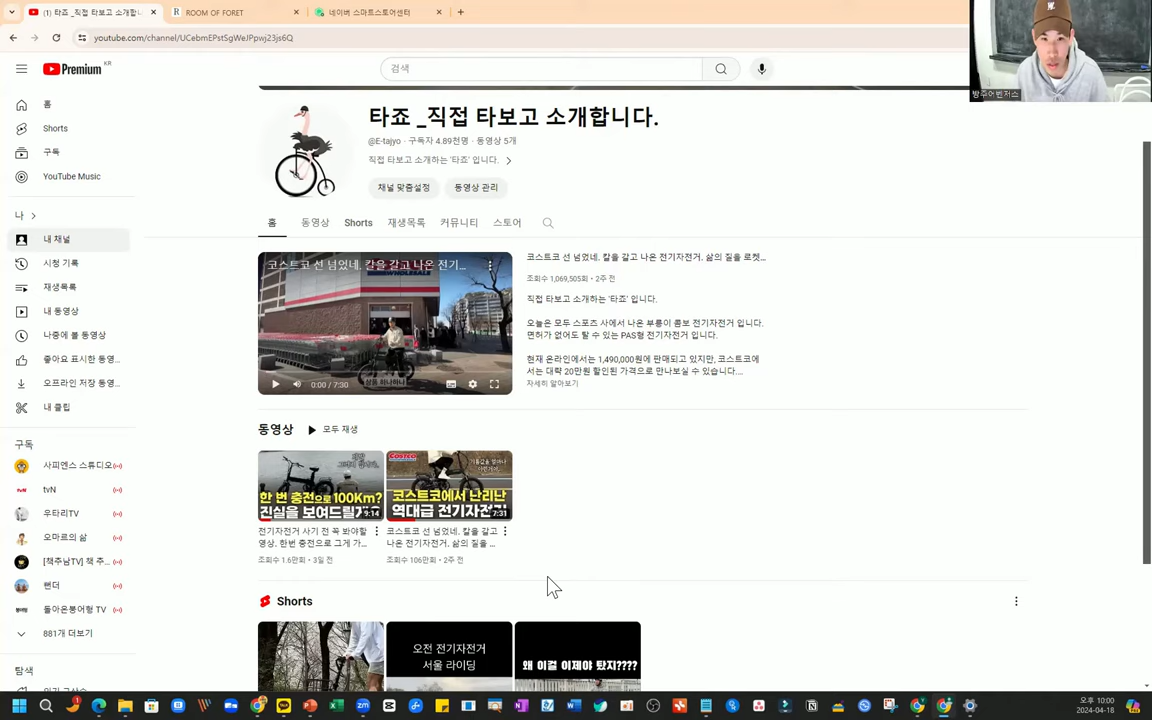 (1) 타죠 _직접 타보고 소개합니
ROOM OF FORET
네이버 스마트스토어센터
youtube.com/channel/UCebmEPstSgWeJPpwj23js6Q
방주어벤저스
Premium KR
검색
홈
Shorts
구독
YouTube Music
나
내 채널
시청 기록
재생목록
내 동영상
나중에 볼 동영상
좋아요 표시한 동영...
오프라인 저장 동영...
내 클립
구독
사피엔스 스튜디오
tvN
우타리TV
오마르의 삶
[책추남TV] 책 추...
뻔더
돌아온붕어형 TV
881개 더보기
탐색
타죠 _직접 타보고 소개합니다.
@E-tajyo · 구독자 4.89천명 · 동영상 5개
직접 타보고 소개하는 '타죠' 입니다.
채널 맞춤설정
동영상 관리
홈
동영상
Shorts
재생목록
커뮤니티
스토어
코스트코 선 넘었네. 칼을 갈고 나온 전기...
WHOLESALE
0:00 / 7:30
코스트코 선 넘었네. 칼을 갈고 나온 전기자전거. 삶의 질을 로켓...
조회수 1,069,505회 · 2주 전
직접 타보고 소개하는 '타죠' 입니다.
오늘은 모두 스포츠 사에서 나온 부릉이 콤보 전기자전거 입니다.
면허가 없어도 탈 수 있는 PAS형 전기자전거 입니다.
현재 온라인에서는 1,490,000원에 판매되고 있지만, 코스트코에
서는 대략 20만원 할인된 가격으로 만나보실 수 있습니다....
자세히 알아보기
동영상
모두 재생
한 번 충전으로 100Km?
진실을 보여드릴게
9:14
COSTCO
코스트코에서 난리난
역대급 전기자전거
7:31
전기자전거 사기 전 꼭 봐야할
영상. 한번 충전으로 그게 가...
조회수 1.6만회 · 3일 전
코스트코 선 넘었네. 칼을 갈고
나온 전기자전거. 삶의 질을 ...
조회수 106만회 · 2주 전
Shorts
오전 전기자전거
서울 라이딩
왜 이걸 이제야 탔지????
오후 10:00
2024-04-18